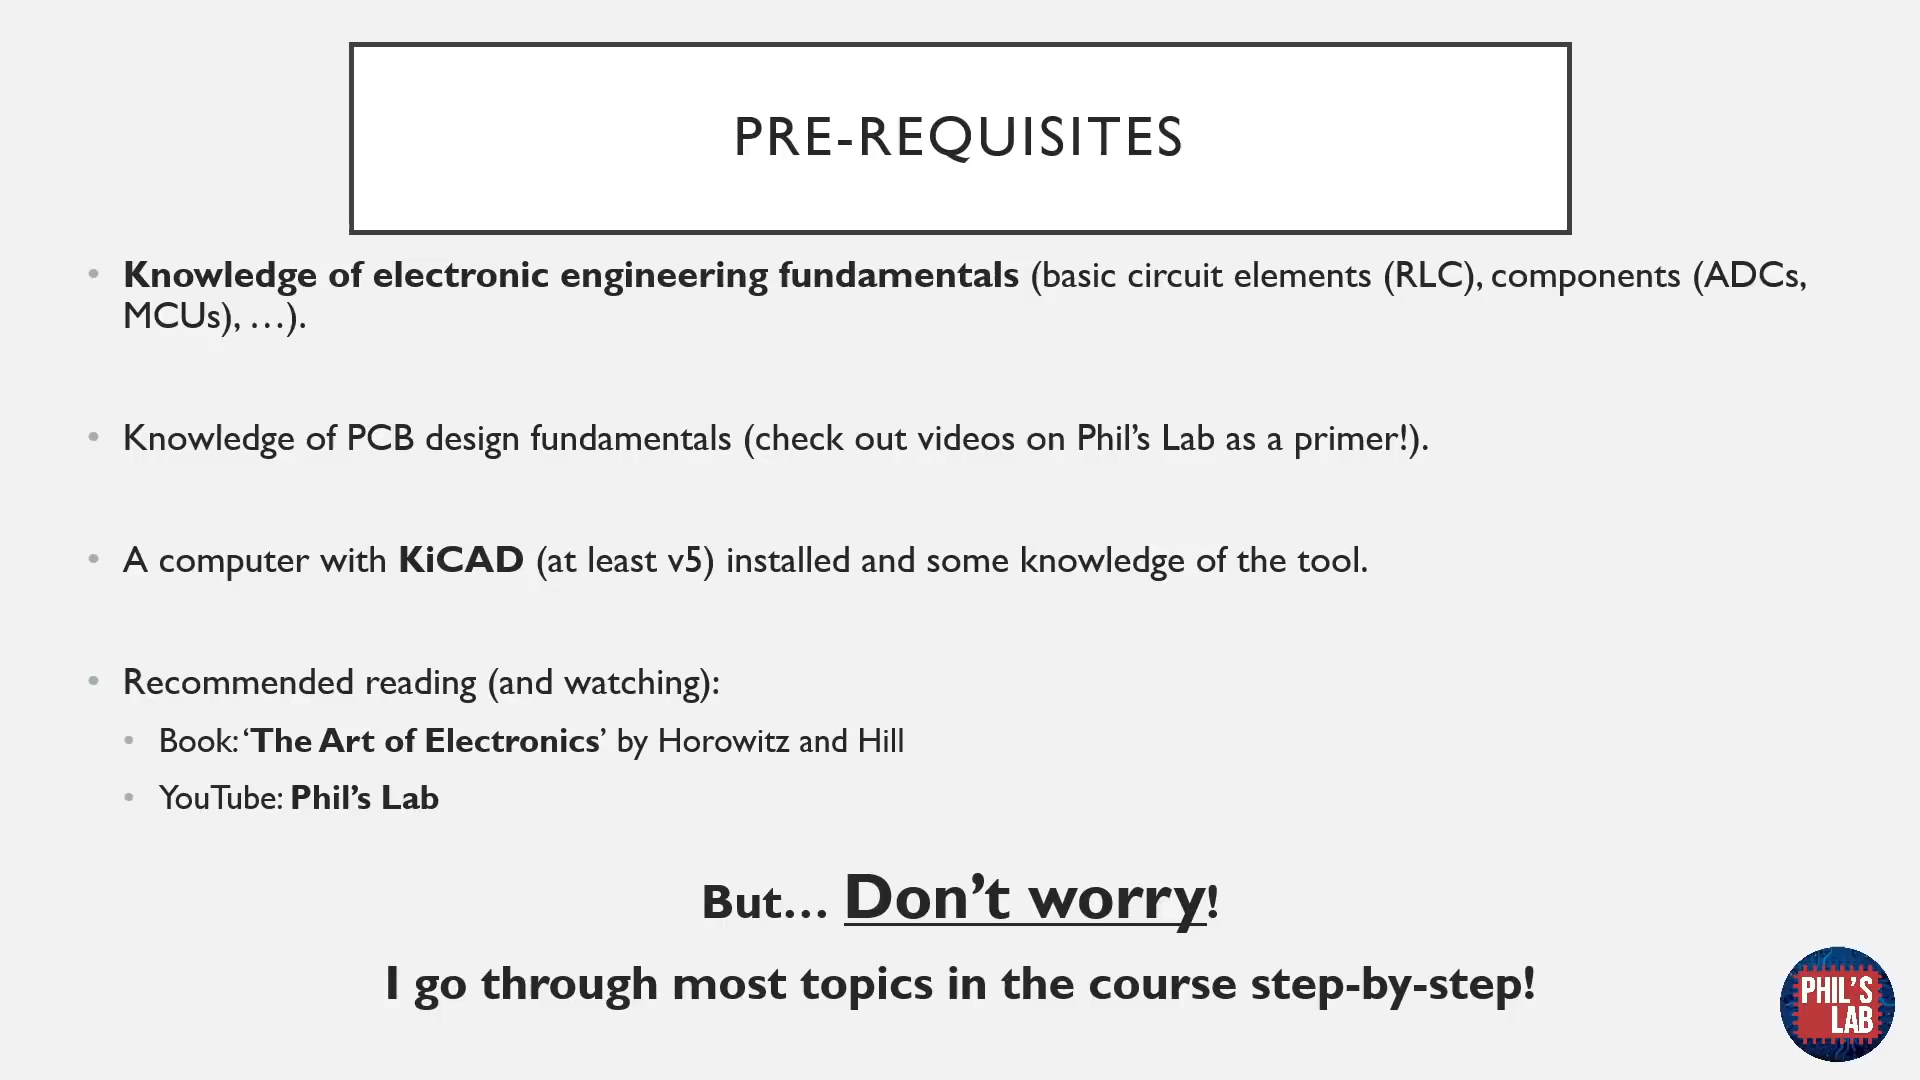 PRE-REQUISITES
• Knowledge of electronic engineering fundamentals (basic circuit elements (RLC), components (ADCs,
MCUs), …).
• Knowledge of PCB design fundamentals (check out videos on Phil’s Lab as a primer!).
• A computer with KiCAD (at least v5) installed and some knowledge of the tool.
• Recommended reading (and watching):
• Book: ‘The Art of Electronics’ by Horowitz and Hill
• YouTube: Phil’s Lab
But… Don’t worry!
I go through most topics in the course step-by-step!
PHIL’S
LAB